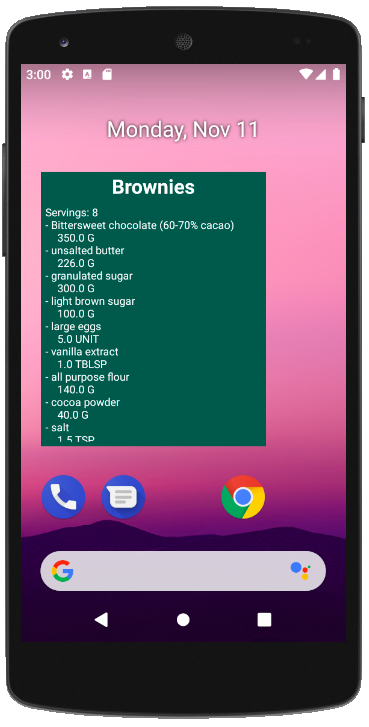 3:00
Monday, Nov 11
Brownies
Servings: 8
- Bittersweet chocolate (60-70% cacao)
350.0 G
- unsalted butter
226.0 G
- granulated sugar
300.0 G
- light brown sugar
100.0 G
- large eggs
5.0 UNIT
- vanilla extract
1.0 TBLSP
- all purpose flour
140.0 G
- cocoa powder
40.0 G
- salt
1.5 TSP